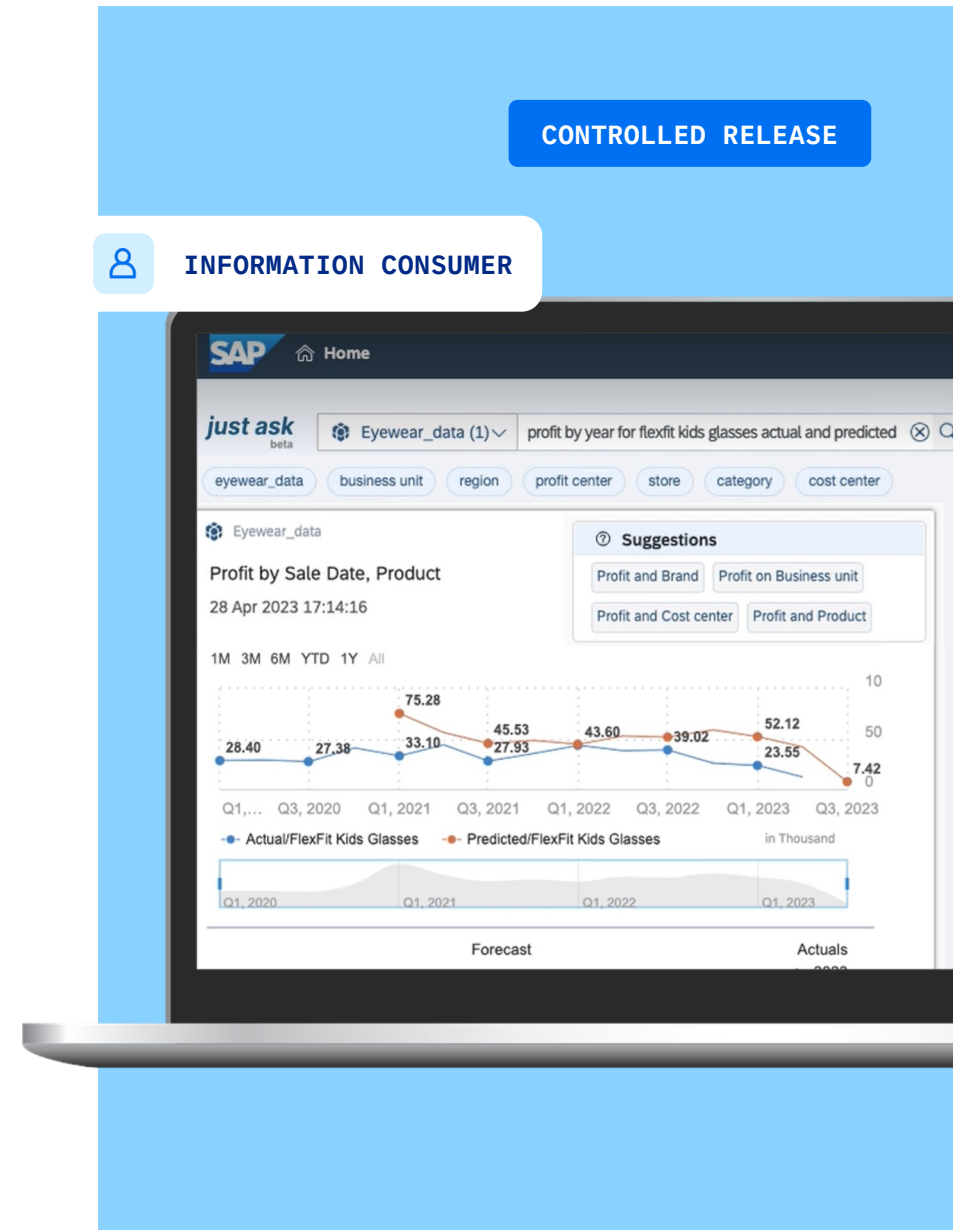 CONTROLLED RELEASE
INFORMATION CONSUMER
SAP Home
just ask
beta
Eyewear_data (1) profit by year for flexfit kids glasses actual and predicted
eyewear_data business unit region profit center store category cost center
Eyewear_data
Suggestions
Profit by Sale Date, Product
Profit and Brand Profit on Business unit
28 Apr 2023 17:14:16
Profit and Cost center Profit and Product
1M 3M 6M YTD 1Y All
10
75.28
45.53 43.60 39.02 52.12 50
28.40 27.38 33.10 27.93 23.55
7.42
0
Q1,... Q3, 2020 Q1, 2021 Q3, 2021 Q1, 2022 Q3, 2022 Q1, 2023 Q3, 2023
Actual/FlexFit Kids Glasses Predicted/FlexFit Kids Glasses in Thousand
Q1, 2020 Q1, 2021 Q1, 2022 Q1, 2023
Forecast Actuals